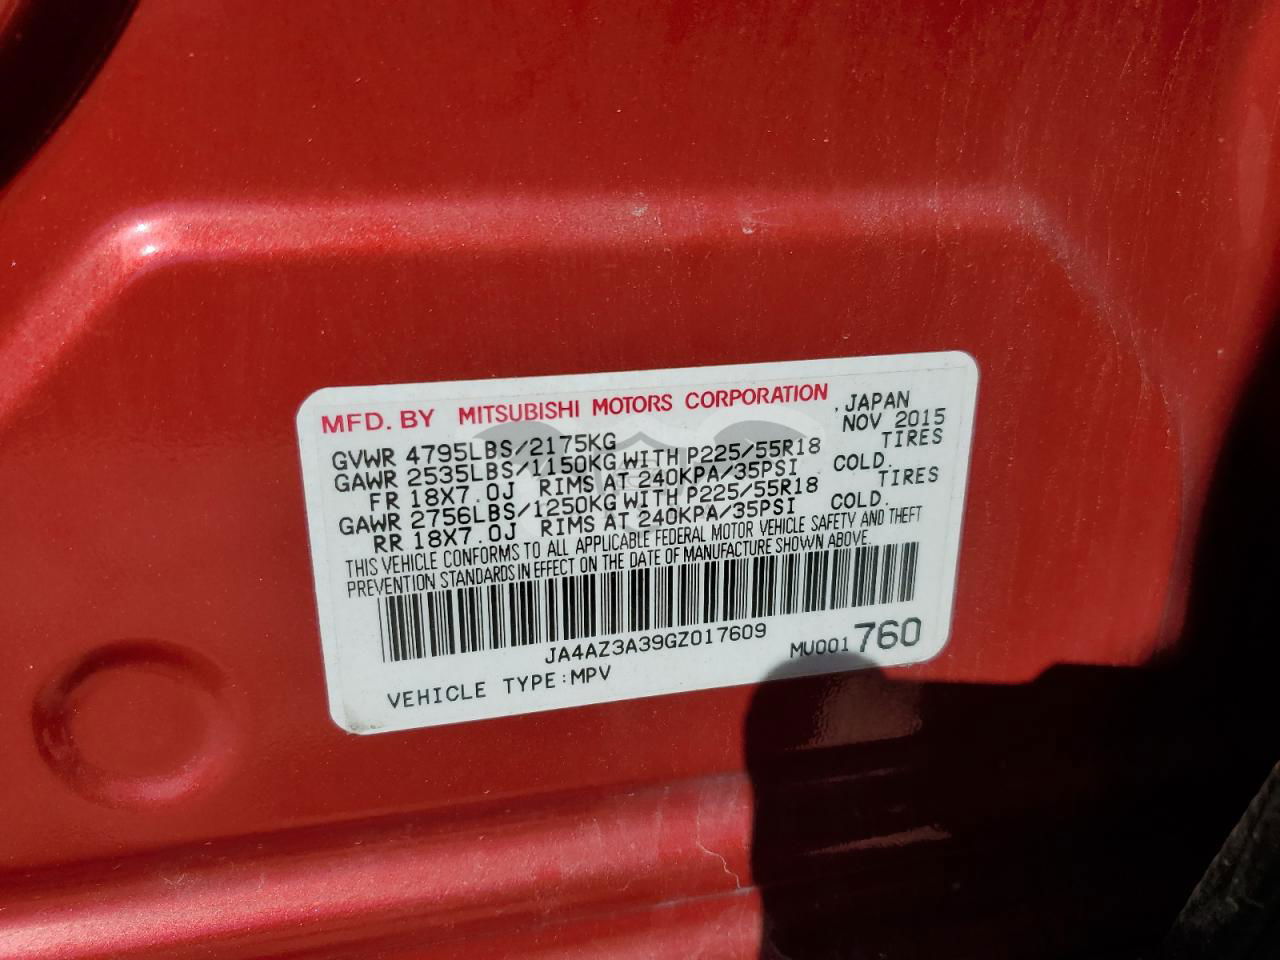 MFD. BY MITSUBISHI MOTORS CORPORATION JAPAN
GVWR 4795LBS/2175KG NOV 2015
GAWR 2535LBS/1150KG WITH P225/55R18 TIRES
FR 18X7.0J RIMS AT 240KPA/35PSI COLD.
GAWR 2756LBS/1250KG WITH P225/55R18 TIRES
RR 18X7.0J RIMS AT 240KPA/35PSI COLD.
THIS VEHICLE CONFORMS TO ALL APPLICABLE FEDERAL MOTOR VEHICLE SAFETY AND THEFT
PREVENTION STANDARDS IN EFFECT ON THE DATE OF MANUFACTURE SHOWN ABOVE.
JA4AZ3A39GZ017609
MU001760
VEHICLE TYPE:MPV